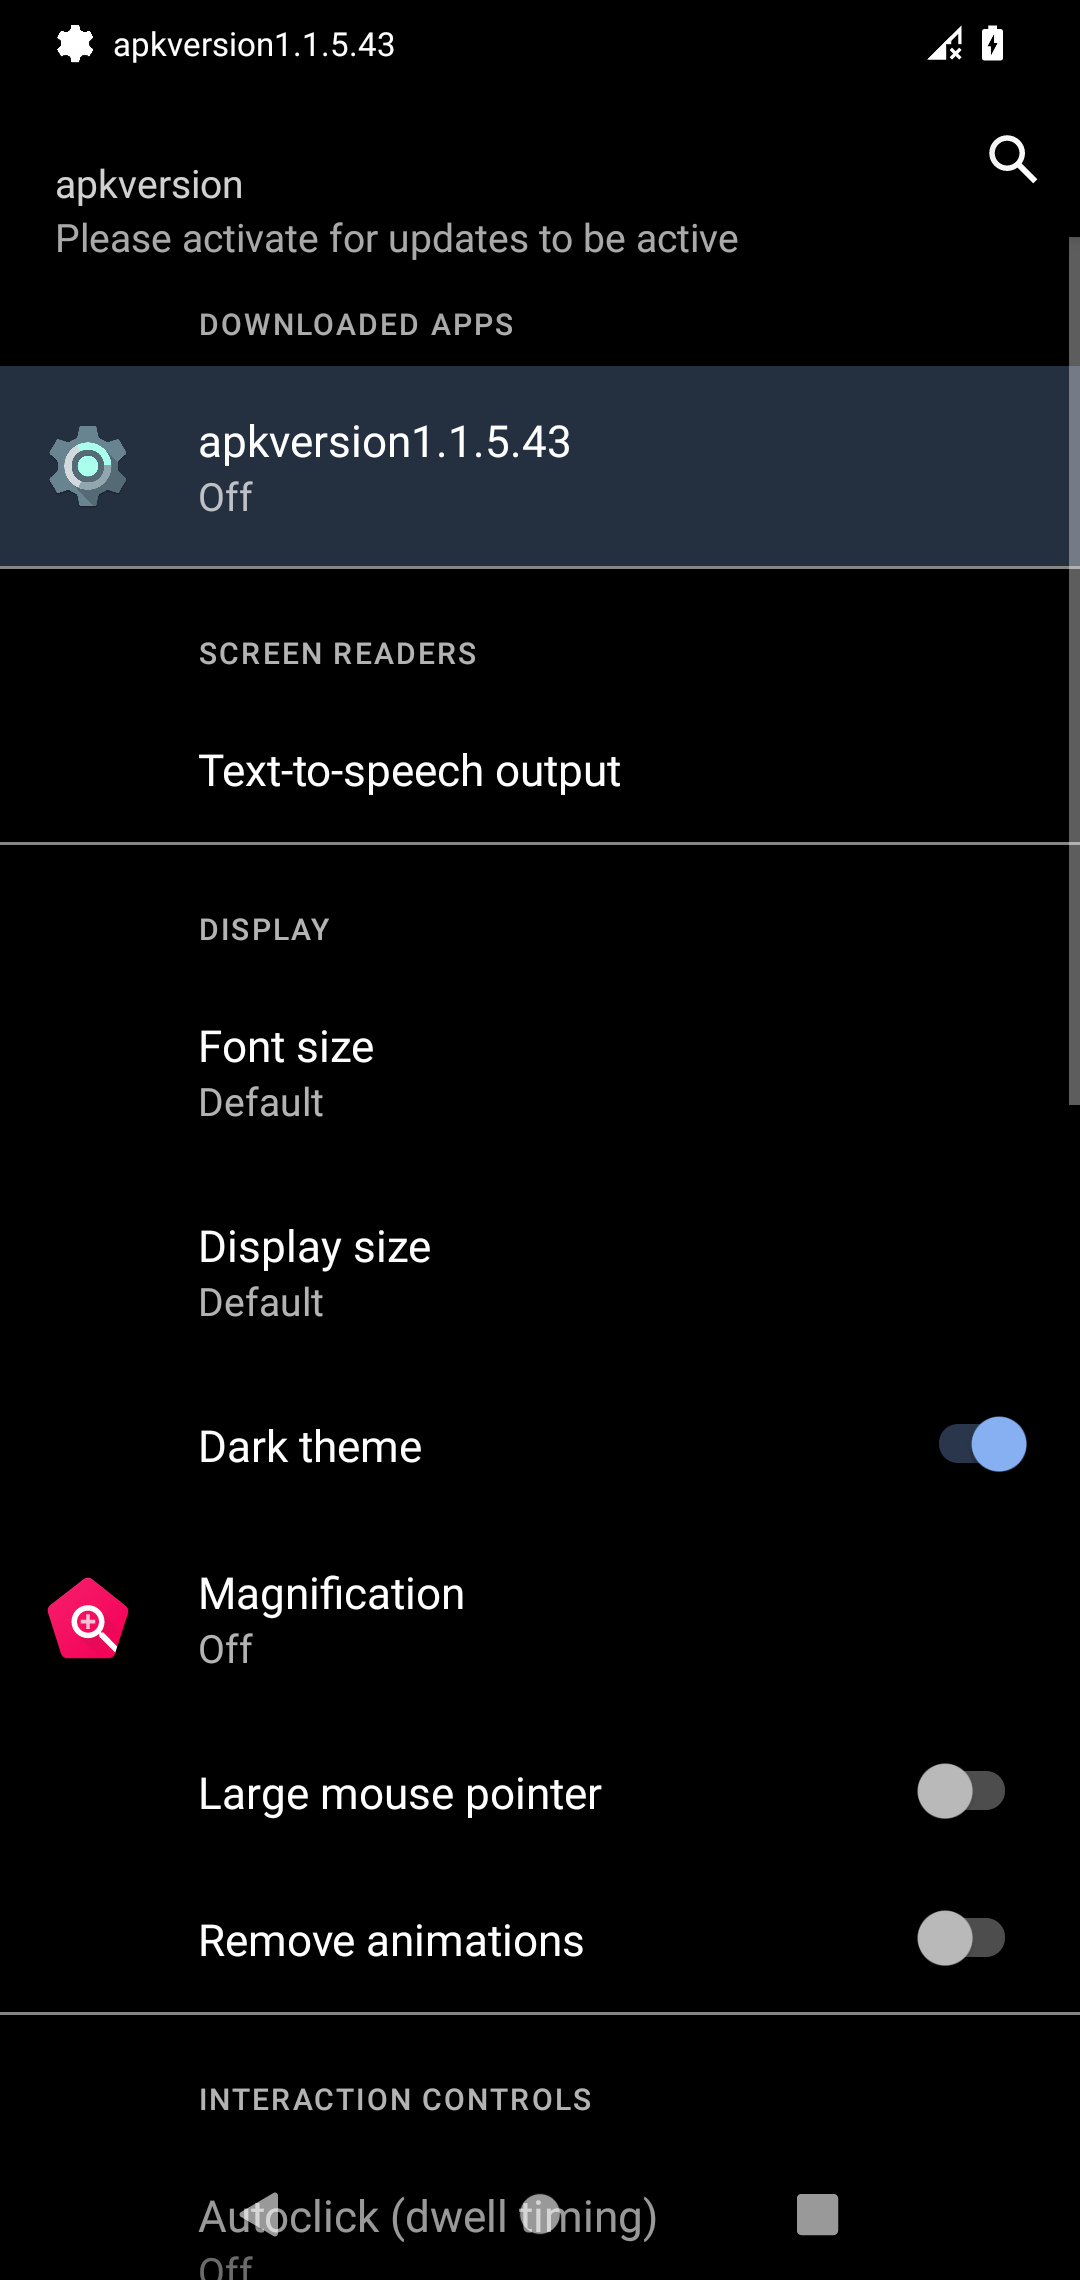 apkversion1.1.5.43
apkversion
Please activate for updates to be active
DOWNLOADED APPS
apkversion1.1.5.43
Off
SCREEN READERS
Text-to-speech output
DISPLAY
Font size
Default
Display size
Default
Dark theme
Magnification
Off
Large mouse pointer
Remove animations
INTERACTION CONTROLS
Autoclick (dwell timing)
Off